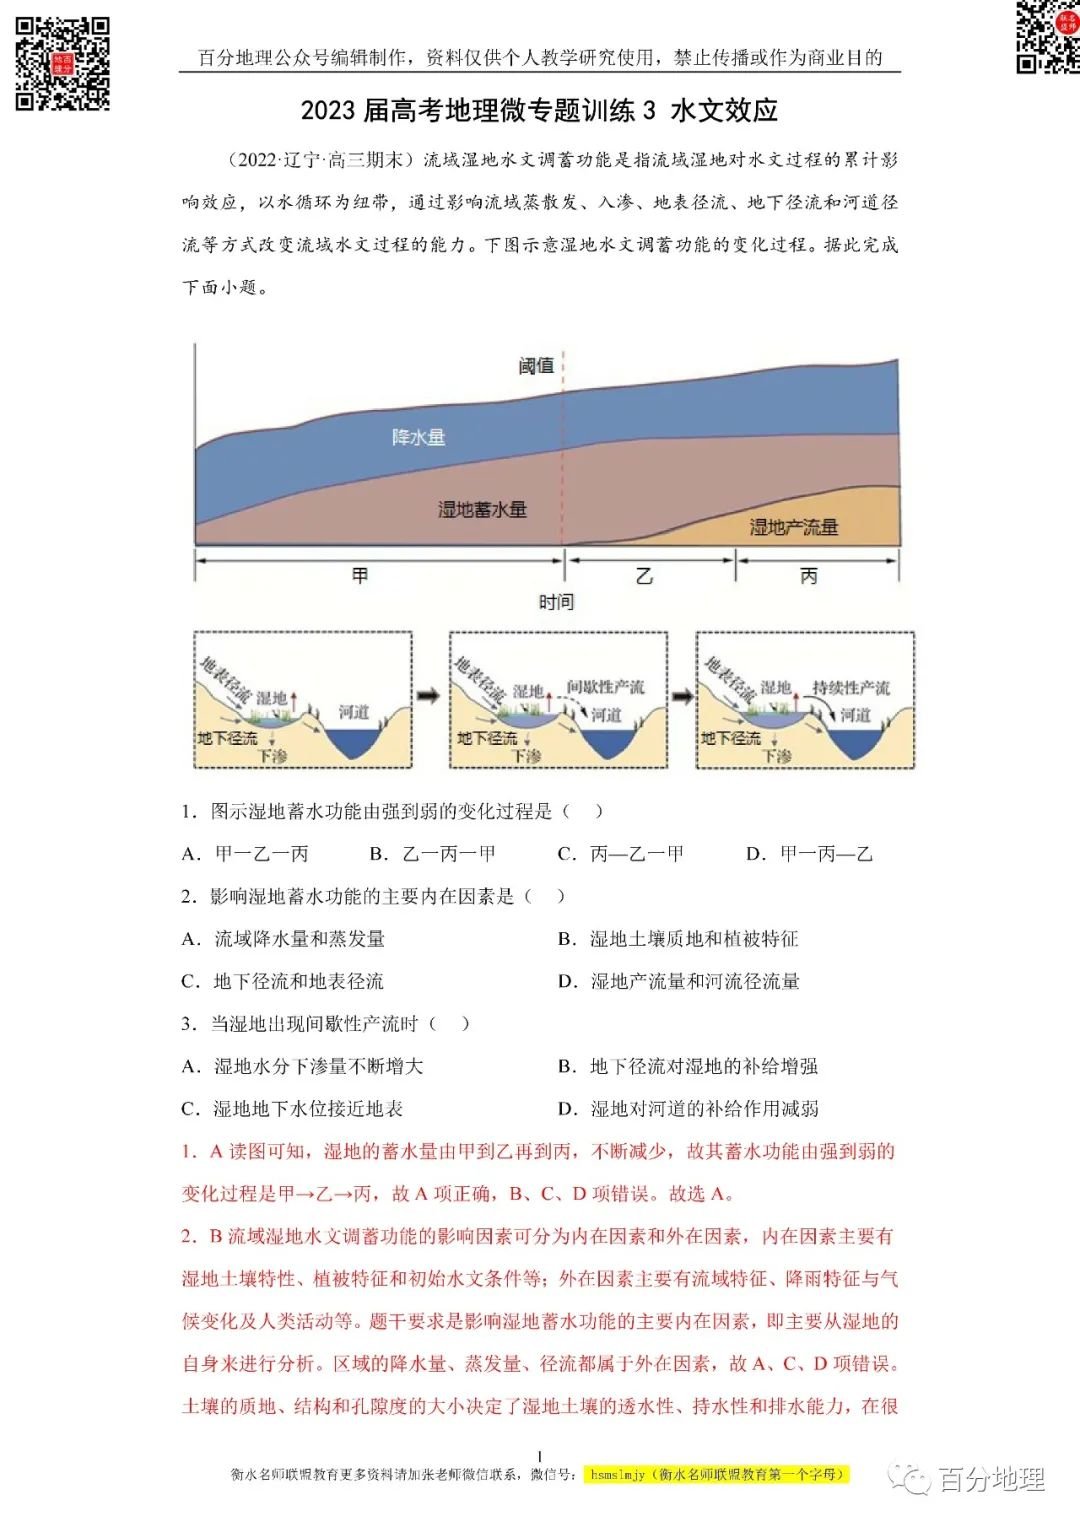 百分地理公众号编辑制作，资料仅供个人教学研究使用，禁止传播或作为商业目的
地百
理分
联名
盟师
2023 届高考地理微专题训练 3 水文效应
（2022·辽宁·高三期末）流域湿地水文调蓄功能是指流域湿地对水文过程的累计影
响效应，以水循环为纽带，通过影响流域蒸散发、入渗、地表径流、地下径流和河道径
流等方式改变流域水文过程的能力。下图示意湿地水文调蓄功能的变化过程。据此完成
下面小题。
阈值
降水量
湿地蓄水量
湿地产流量
甲 乙 丙
时间
地表径流 湿地 河道 地下径流 下渗
地表径流 湿地 间歇性产流 河道 地下径流 下渗
地表径流 湿地 持续性产流 河道 地下径流 下渗
1．图示湿地蓄水功能由强到弱的变化过程是（ ）
A．甲一乙一丙 B．乙一丙一甲 C．丙—乙一甲 D．甲一丙—乙
2．影响湿地蓄水功能的主要内在因素是（ ）
A．流域降水量和蒸发量 B．湿地土壤质地和植被特征
C．地下径流和地表径流 D．湿地产流量和河流径流量
3．当湿地出现间歇性产流时（ ）
A．湿地水分下渗量不断增大 B．地下径流对湿地的补给增强
C．湿地地下水位接近地表 D．湿地对河道的补给作用减弱
1．A 读图可知，湿地的蓄水量由甲到乙再到丙，不断减少，故其蓄水功能由强到弱的
变化过程是甲→乙→丙，故 A 项正确，B、C、D 项错误。故选 A。
2．B 流域湿地水文调蓄功能的影响因素可分为内在因素和外在因素，内在因素主要有
湿地土壤特性、植被特征和初始水文条件等；外在因素主要有流域特征、降雨特征与气
候变化及人类活动等。题干要求是影响湿地蓄水功能的主要内在因素，即主要从湿地的
自身来进行分析。区域的降水量、蒸发量、径流都属于外在因素，故 A、C、D 项错误。
土壤的质地、结构和孔隙度的大小决定了湿地土壤的透水性、持水性和排水能力，在很
1
衡水名师联盟教育更多资料请加张老师微信联系，微信号： hsmslmjy（衡水名师联盟教育第一个字母）
百分地理